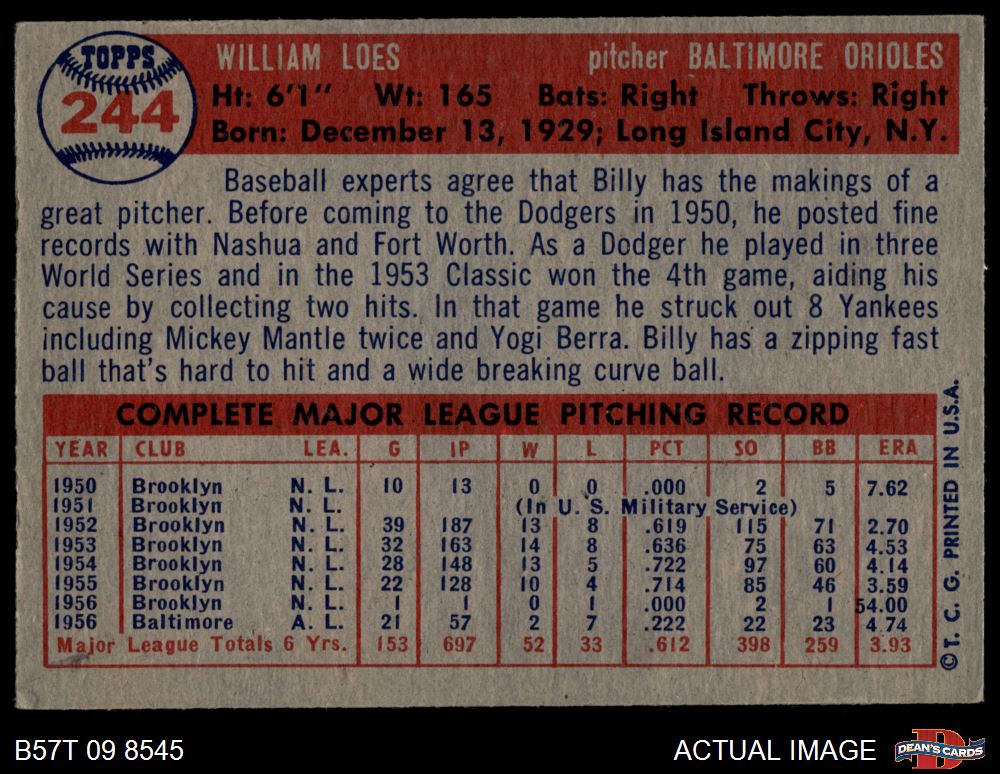 TOPPS
244
WILLIAM LOES pitcher BALTIMORE ORIOLES
Ht: 6'1" Wt: 165 Bats: Right Throws: Right
Born: December 13, 1929; Long Island City, N.Y.
Baseball experts agree that Billy has the makings of a
great pitcher. Before coming to the Dodgers in 1950, he posted fine
records with Nashua and Fort Worth. As a Dodger he played in three
World Series and in the 1953 Classic won the 4th game, aiding his
cause by collecting two hits. In that game he struck out 8 Yankees
including Mickey Mantle twice and Yogi Berra. Billy has a zipping fast
ball that's hard to hit and a wide breaking curve ball.
COMPLETE MAJOR LEAGUE PITCHING RECORD
YEAR CLUB LEA. G IP W L PCT SO BB ERA
1950 Brooklyn N. L. 10 13 0 0 .000 2 5 7.62
1951 Brooklyn N. L. (In U. S. Military Service)
1952 Brooklyn N. L. 39 187 13 8 .619 115 71 2.70
1953 Brooklyn N. L. 32 163 14 8 .636 75 63 4.53
1954 Brooklyn N. L. 28 148 13 5 .722 97 60 4.14
1955 Brooklyn N. L. 22 128 10 4 .714 85 46 3.59
1956 Brooklyn N. L. 1 1 0 1 .000 2 1 54.00
1956 Baltimore A. L. 21 57 2 7 .222 22 23 4.74
Major League Totals 6 Yrs. 153 697 52 33 .612 398 259 3.93
©T. C. G. PRINTED IN U.S.A.
B57T 09 8545
ACTUAL IMAGE
D
DEAN'S CARDS